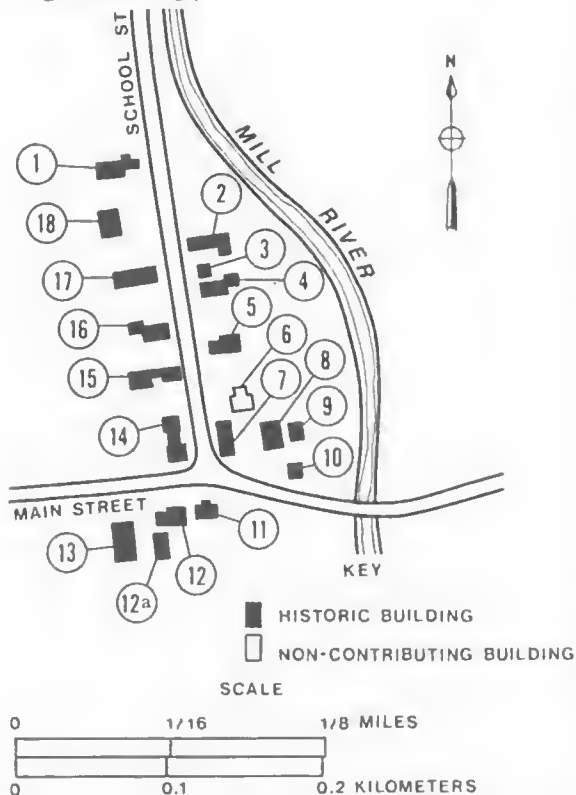 SCHOOL ST
N
MILL RIVER
1
18
2
3
17
4
16
5
6
8
15
7
9
14
10
MAIN STREET
11
13
12
12a
KEY
HISTORIC BUILDING
NON-CONTRIBUTING BUILDING
SCALE
0 1/16 1/8 MILES
0 0.1 0.2 KILOMETERS